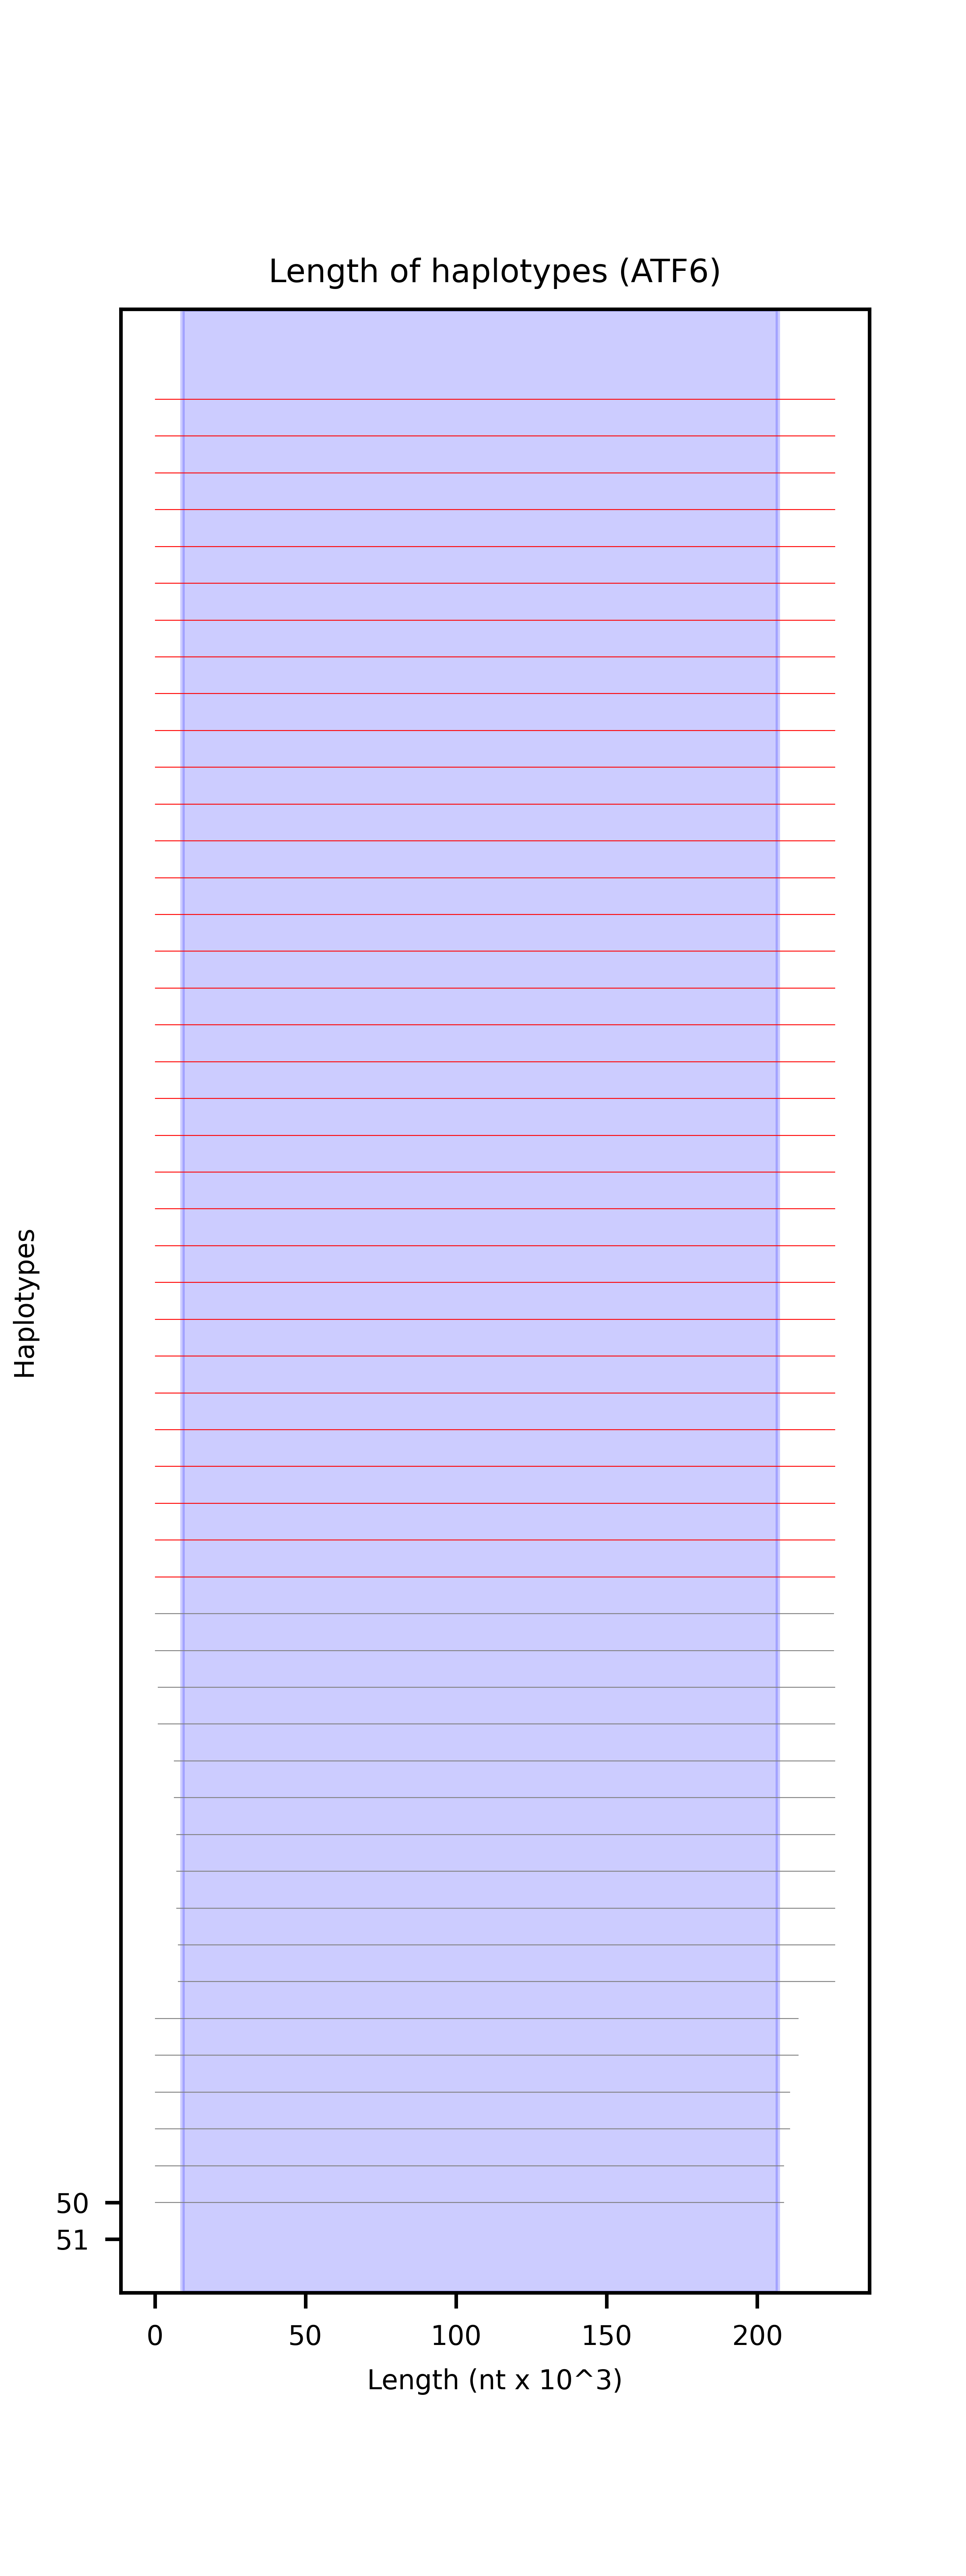 Length of haplotypes (ATF6)
Haplotypes
50
51
0 50 100 150 200
Length (nt x 10^3)